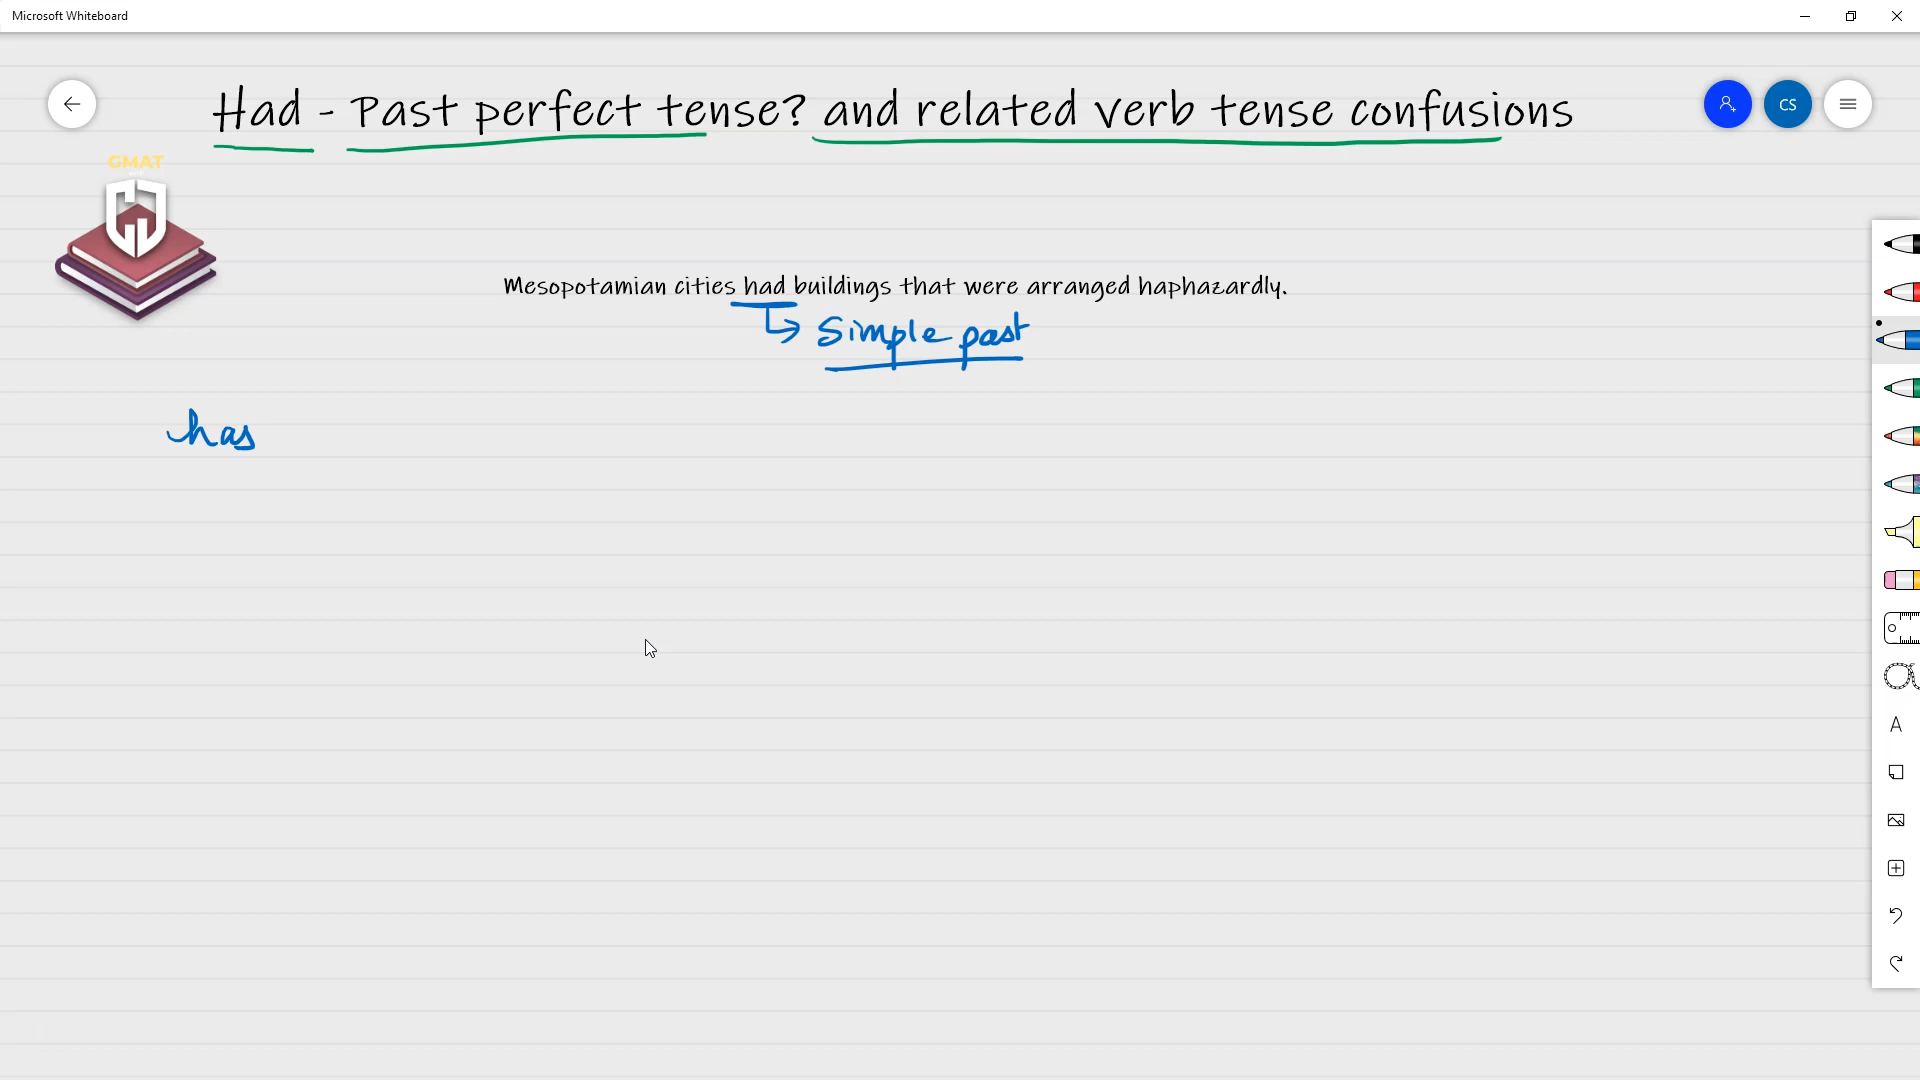 Microsoft Whiteboard
Had - Past perfect tense? and related verb tense confusions
CS
GMAT
Mesopotamian cities had buildings that were arranged haphazardly.
Simple past
has
A